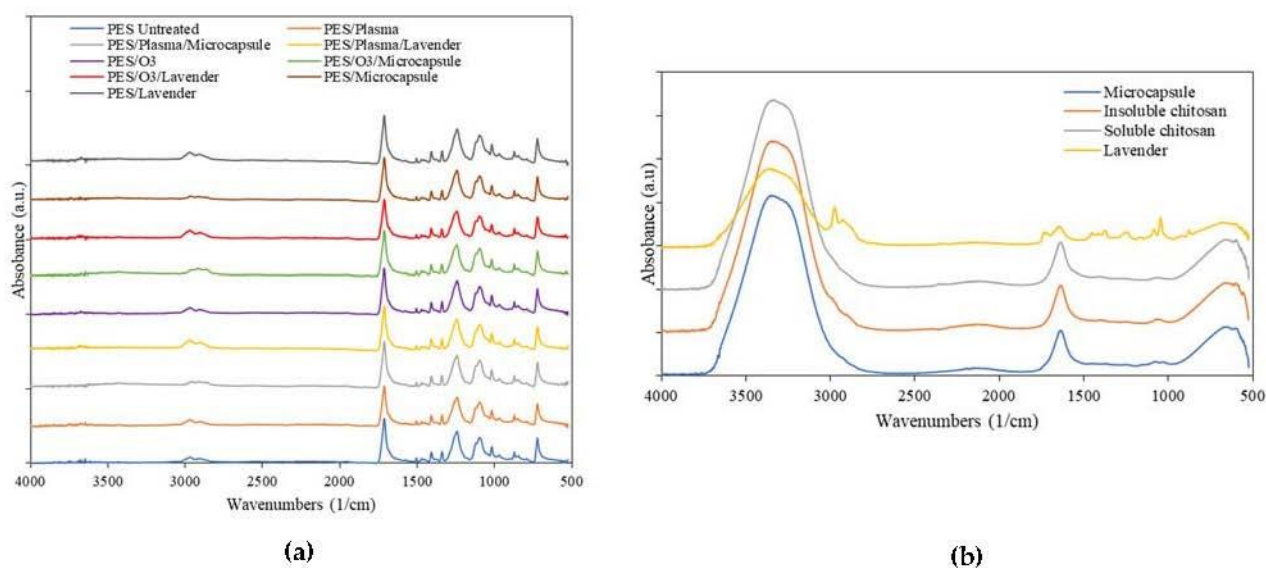 PES Untreated
PES/Plasma
PES/Plasma/Microcapsule
PES/Plasma/Lavender
PES/O3
PES/O3/Microcapsule
PES/O3/Lavender
PES/Microcapsule
PES/Lavender
Absobance (a.u.)
4000 3500 3000 2500 2000 1500 1000 500
Wavenumbers (1/cm)
(a)
Microcapsule
Insoluble chitosan
Soluble chitosan
Lavender
Absobance (a.u)
4000 3500 3000 2500 2000 1500 1000 500
Wavenumbers (1/cm)
(b)